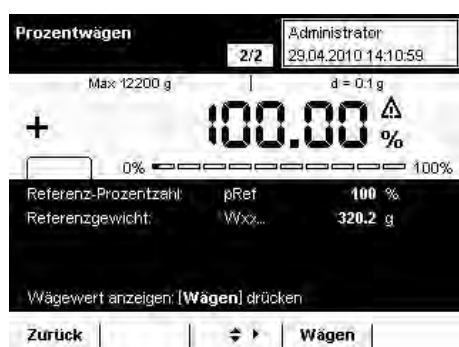 Prozentwägen
2/2
Administrator
29.04.2010 14:10:59
Max 12200 g
d = 0.1 g
+ 100.00 %
0% 100%
Referenz-Prozentzahl: pRef 100 %
Referenzgewicht: Wxx... 320.2 g
Wägewert anzeigen: [Wägen] drücken
Zurück Wägen